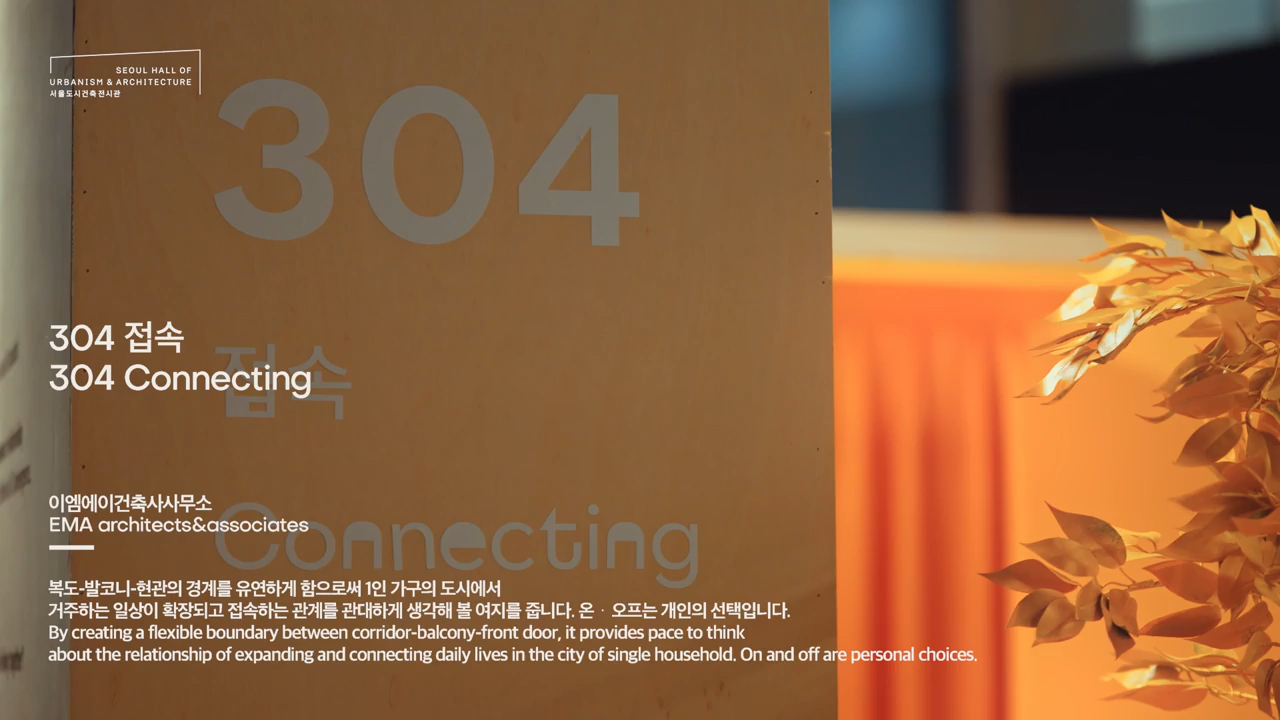 SEOUL HALL OF
URBANISM & ARCHITECTURE
서울도시건축전시관
304
304 접속
304 Connecting
접속
이엠에이건축사사무소
EMA architects&associates
Connecting
복도-발코니-현관의 경계를 유연하게 함으로써 1인 가구의 도시에서
거주하는 일상이 확장되고 접속하는 관계를 관대하게 생각해 볼 여지를 줍니다. 온 · 오프는 개인의 선택입니다.
By creating a flexible boundary between corridor-balcony-front door, it provides pace to think
about the relationship of expanding and connecting daily lives in the city of single household. On and off are personal choices.